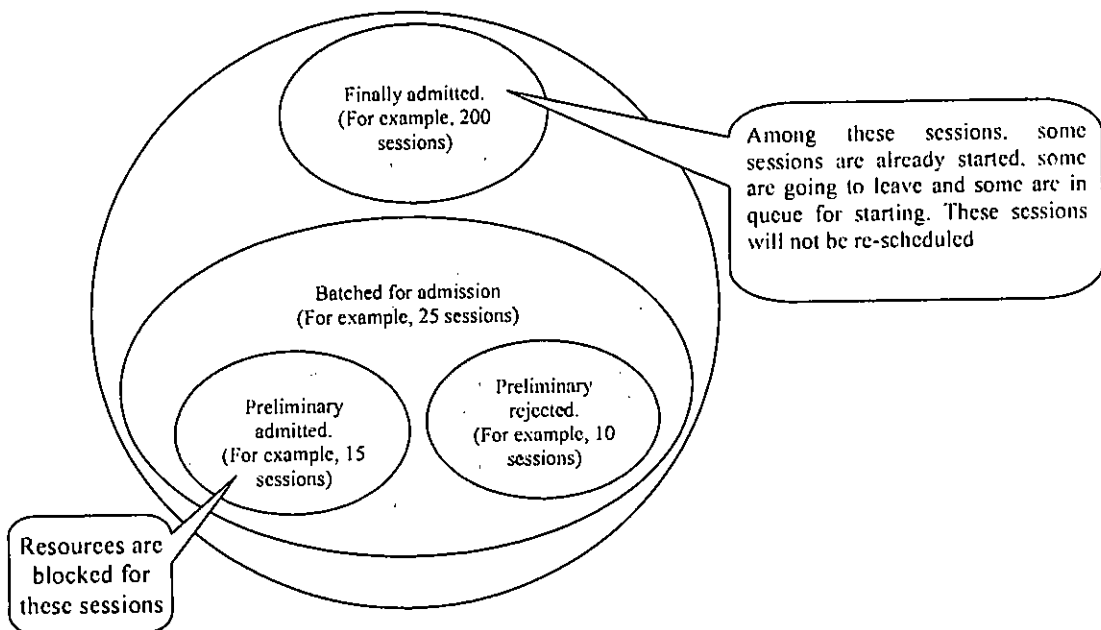 Finally admitted.
(For example, 200
sessions)
Among these sessions, some
sessions are already started, some
are going to leave and some are in
queue for starting. These sessions
will not be re-scheduled
Batched for admission
(For example, 25 sessions)
Preliminary
admitted.
(For example, 15
sessions)
Preliminary
rejected.
(For example, 10
sessions)
Resources are
blocked for
these sessions